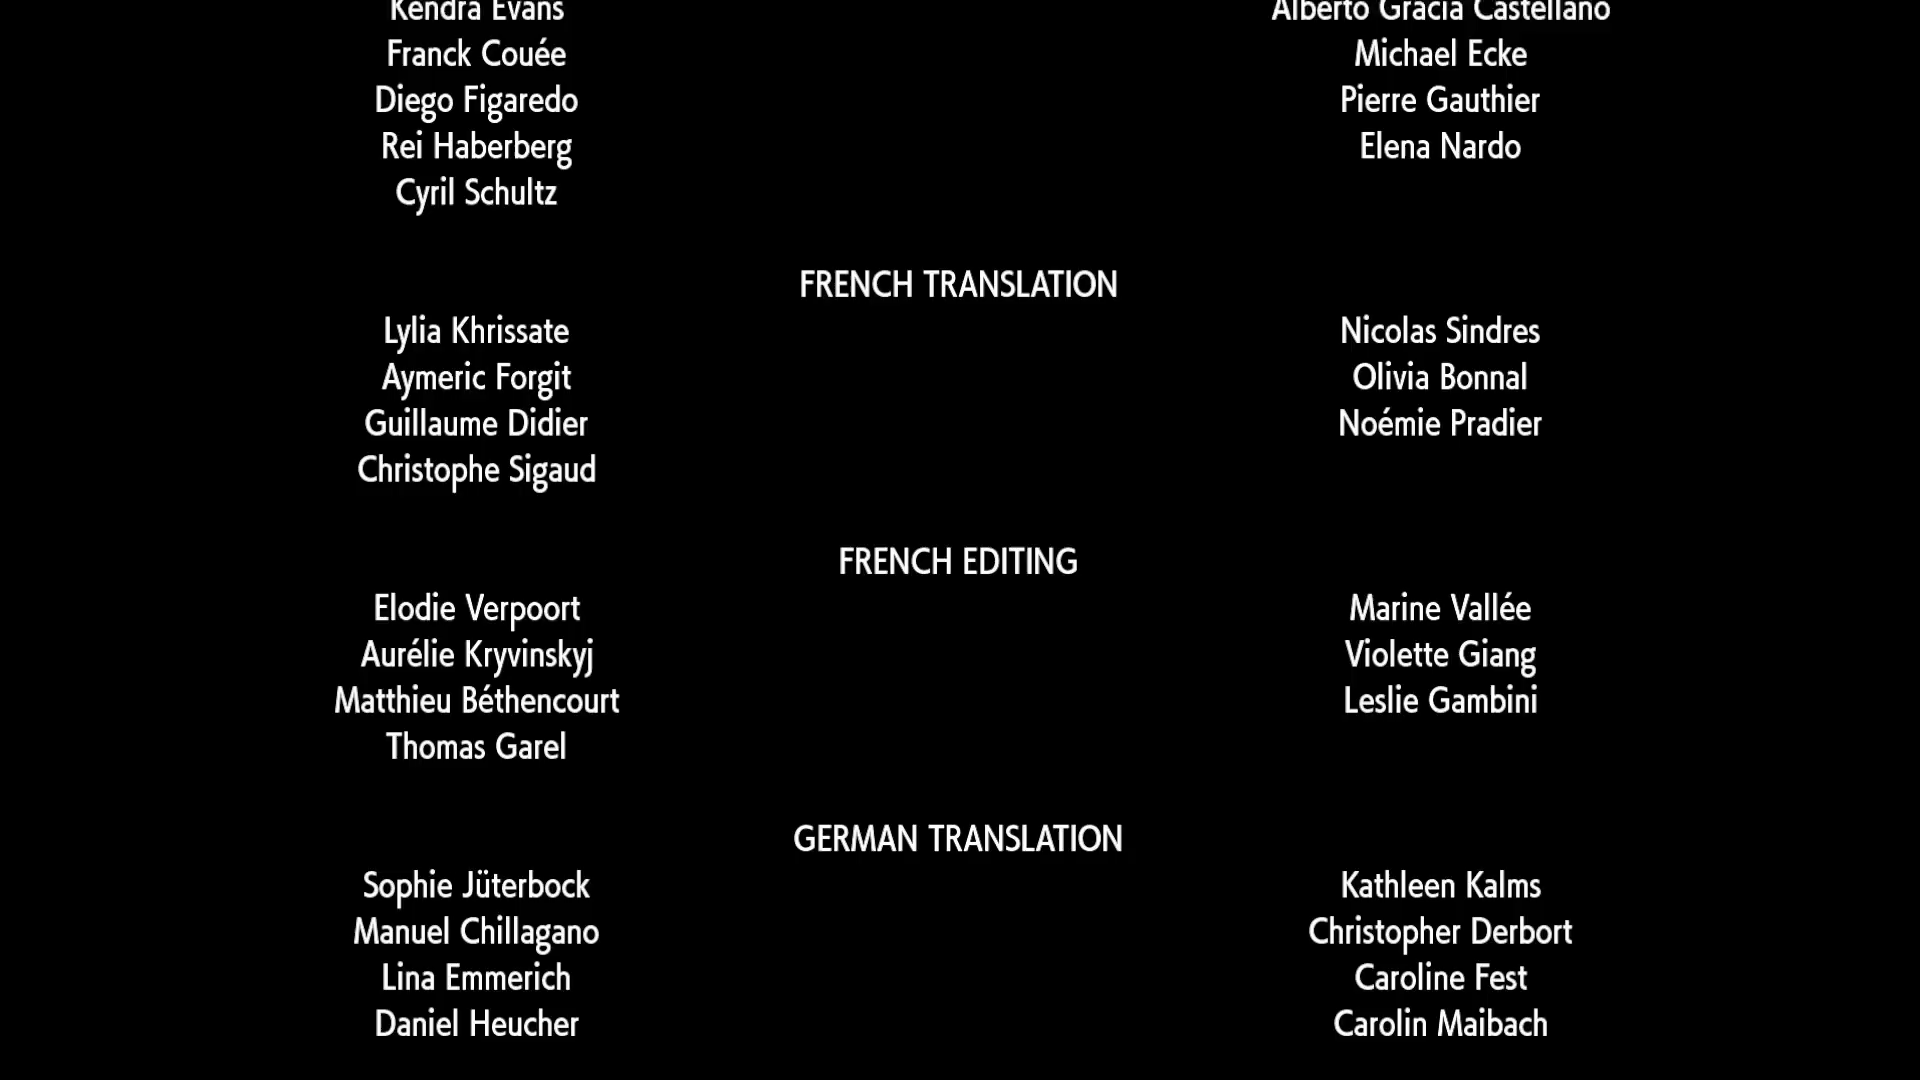 Kendra Evans
Alberto Gracia Castellano
Franck Couée
Michael Ecke
Diego Figaredo
Pierre Gauthier
Rei Haberberg
Elena Nardo
Cyril Schultz
FRENCH TRANSLATION
Lylia Khrissate
Nicolas Sindres
Aymeric Forgit
Olivia Bonnal
Guillaume Didier
Noémie Pradier
Christophe Sigaud
FRENCH EDITING
Elodie Verpoort
Marine Vallée
Aurélie Kryvinskyj
Violette Giang
Matthieu Béthencourt
Leslie Gambini
Thomas Garel
GERMAN TRANSLATION
Sophie Jüterbock
Kathleen Kalms
Manuel Chillagano
Christopher Derbort
Lina Emmerich
Caroline Fest
Daniel Heucher
Carolin Maibach